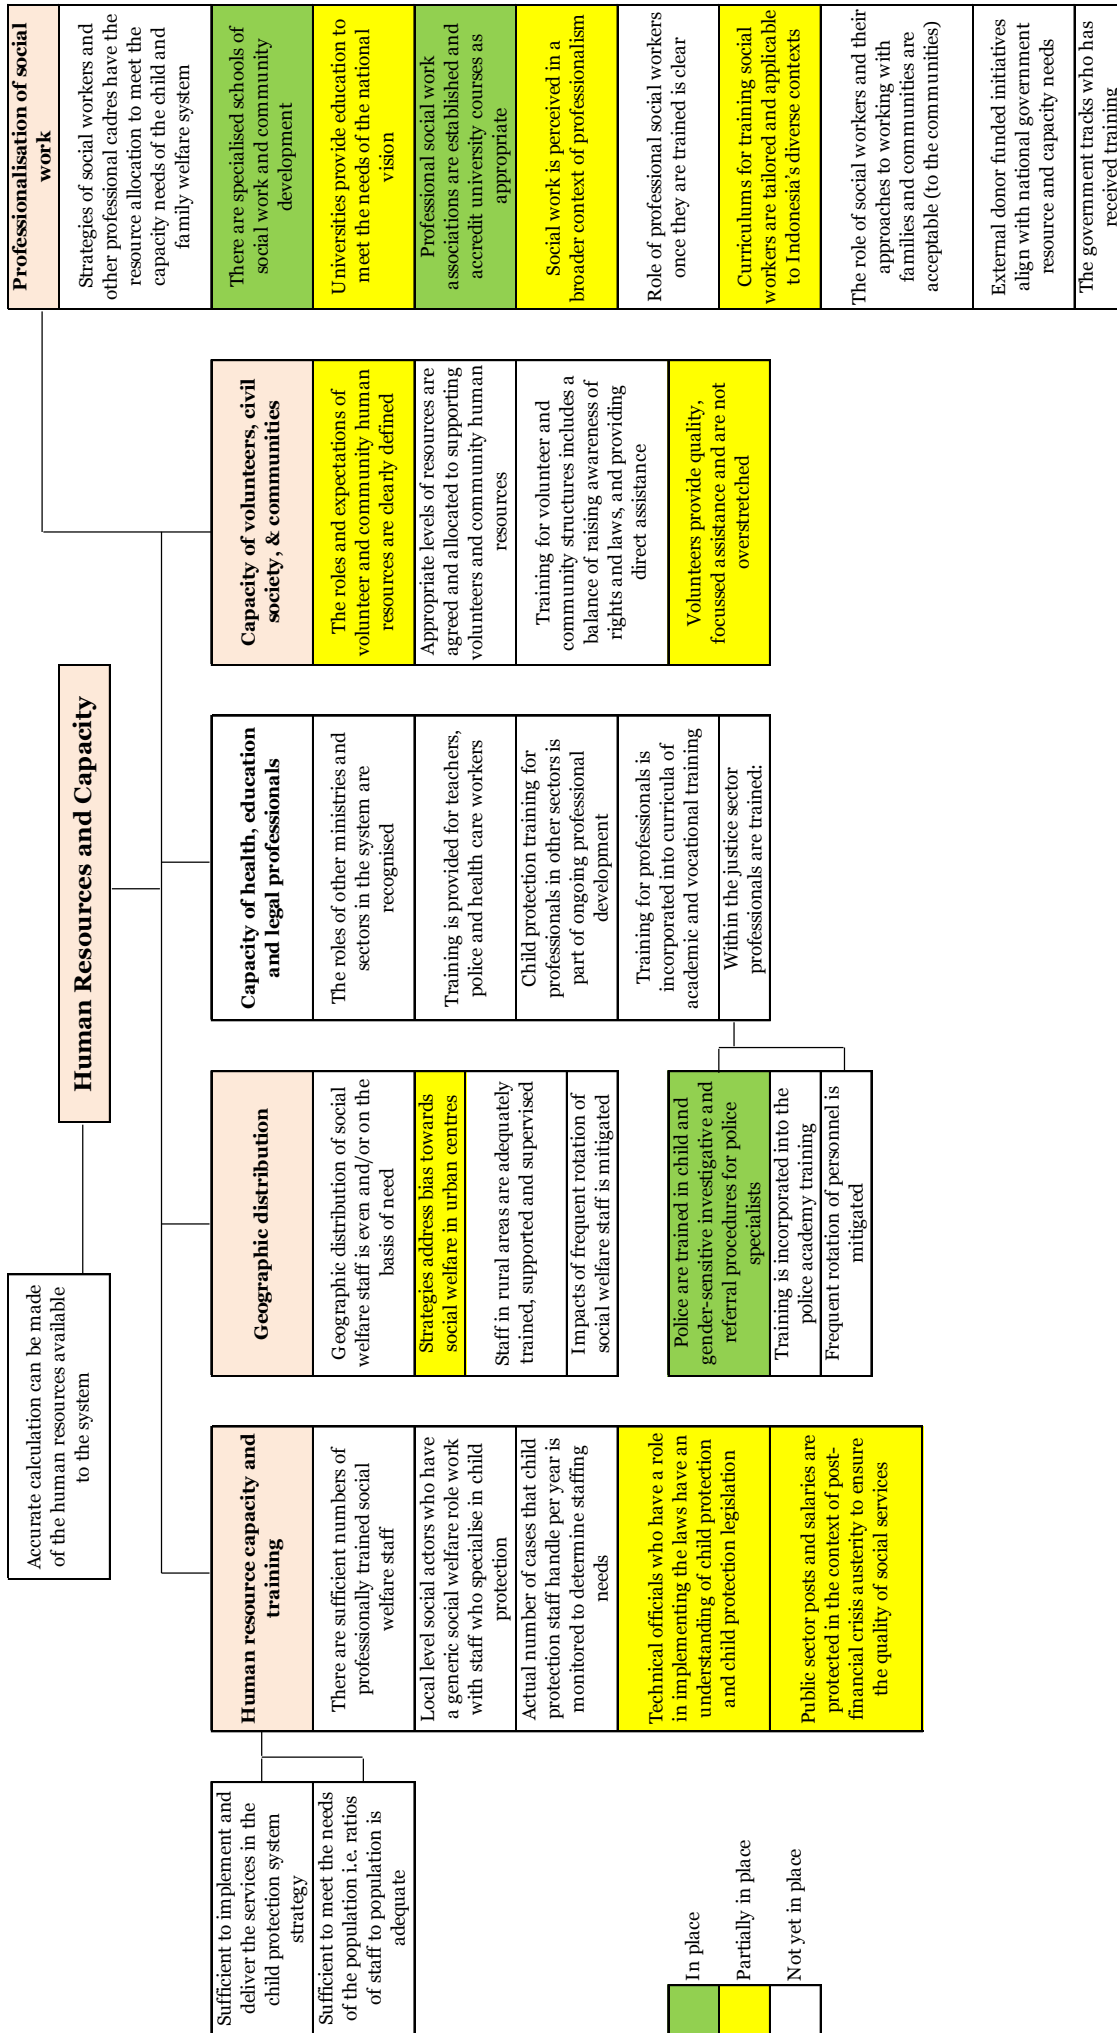 Human Resources and Capacity
Accurate calculation can be made
of the human resources available
to the system
Sufficient to implement and
deliver the services in the
child protection system
strategy
Sufficient to meet the needs
of the population i.e. ratios
of staff to population is
adequate
Human resource capacity and
training
There are sufficient numbers of
professionally trained social
welfare staff
Local level social actors who have
a generic social welfare role work
with staff who specialise in child
protection
Actual number of cases that child
protection staff handle per year is
monitored to determine staffing
needs
Technical officials who have a role
in implementing the laws have an
understanding of child protection
and child protection legislation
Public sector posts and salaries are
protected in the context of post-
financial crisis austerity to ensure
the quality of social services
Geographic distribution
Geographic distribution of social
welfare staff is even and/or on the
basis of need
Strategies address bias towards
social welfare in urban centres
Staff in rural areas are adequately
trained, supported and supervised
Impacts of frequent rotation of
social welfare staff is mitigated
Capacity of health, education
and legal professionals
The roles of other ministries and
sectors in the system are
recognised
Training is provided for teachers,
police and health care workers
Child protection training for
professionals in other sectors is
part of ongoing professional
development
Training for professionals is
incorporated into curricula of
academic and vocational training
Within the justice sector
professionals are trained:
Police are trained in child and
gender-sensitive investigative and
referral procedures for police
specialists
Training is incorporated into the
police academy training
Frequent rotation of personnel is
mitigated
Capacity of volunteers, civil
society, & communities
The roles and expectations of
volunteer and community human
resources are clearly defined
Appropriate levels of resources are
agreed and allocated to supporting
volunteers and community human
resources
Training for volunteer and
community structures includes a
balance of raising awareness of
rights and laws, and providing
direct assistance
Volunteers provide quality,
focussed assistance and are not
overstretched
Professionalisation of social
work
Strategies of social workers and
other professional cadres have the
resource allocation to meet the
capacity needs of the child and
family welfare system
There are specialised schools of
social work and community
development
Universities provide education to
meet the needs of the national
vision
Professional social work
associations are established and
accredit university courses as
appropriate
Social work is perceived in a
broader context of professionalism
Role of professional social workers
once they are trained is clear
Curriculums for training social
workers are tailored and applicable
to Indonesia's diverse contexts
The role of social workers and their
approaches to working with
families and communities are
acceptable (to the communities)
External donor funded initiatives
align with national government
resource and capacity needs
The government tracks who has
received training
In place
Partially in place
Not yet in place